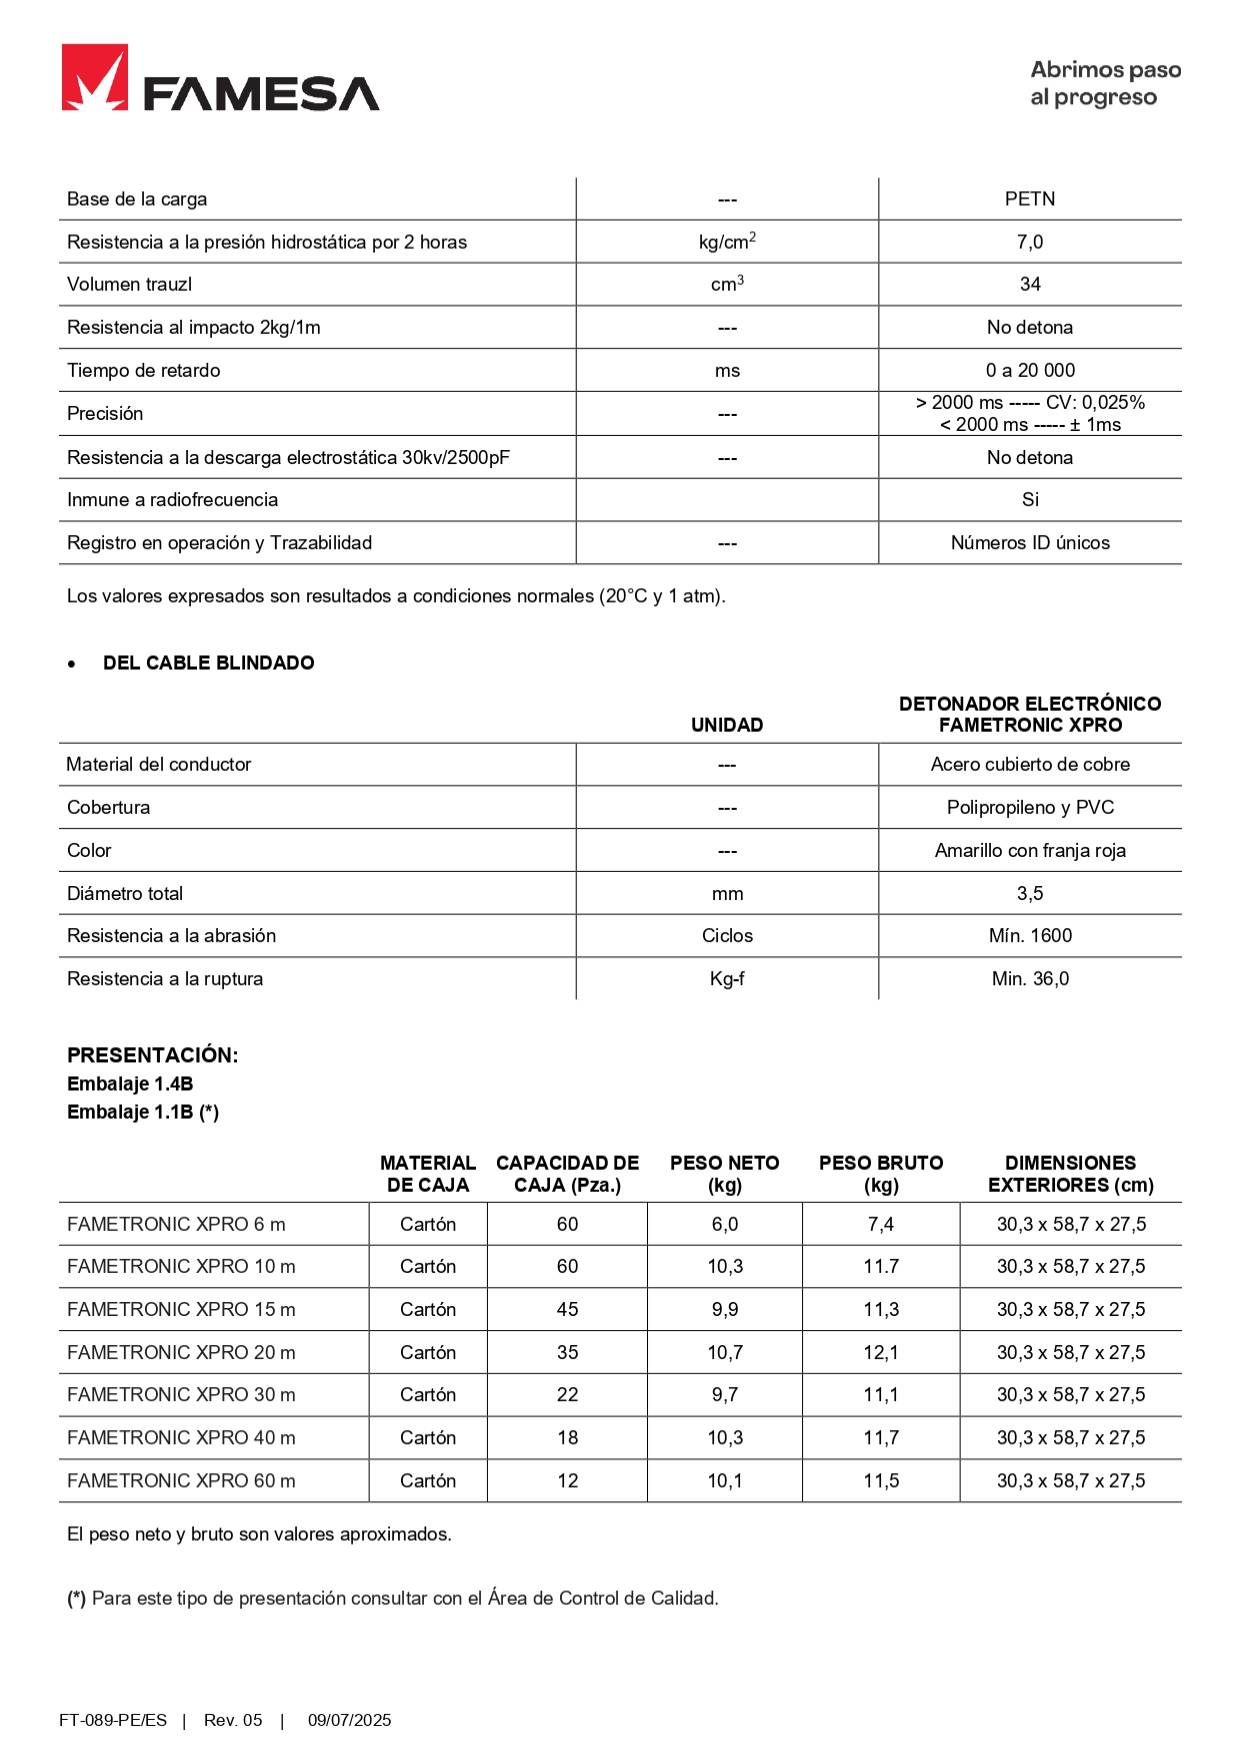 FAMESA
Abrimos paso
al progreso
Base de la carga --- PETN
Resistencia a la presión hidrostática por 2 horas kg/cm² 7,0
Volumen trauzl cm³ 34
Resistencia al impacto 2kg/1m --- No detona
Tiempo de retardo ms 0 a 20 000
Precisión --- > 2000 ms ----- CV: 0,025%
< 2000 ms ----- ± 1ms
Resistencia a la descarga electrostática 30kv/2500pF --- No detona
Inmune a radiofrecuencia Si
Registro en operación y Trazabilidad --- Números ID únicos
Los valores expresados son resultados a condiciones normales (20°C y 1 atm).
• DEL CABLE BLINDADO
UNIDAD DETONADOR ELECTRÓNICO
FAMETRONIC XPRO
Material del conductor --- Acero cubierto de cobre
Cobertura --- Polipropileno y PVC
Color --- Amarillo con franja roja
Diámetro total mm 3,5
Resistencia a la abrasión Ciclos Mín. 1600
Resistencia a la ruptura Kg-f Min. 36,0
PRESENTACIÓN:
Embalaje 1.4B
Embalaje 1.1B (*)
MATERIAL CAPACIDAD DE PESO NETO PESO BRUTO DIMENSIONES
DE CAJA CAJA (Pza.) (kg) (kg) EXTERIORES (cm)
FAMETRONIC XPRO 6 m Cartón 60 6,0 7,4 30,3 x 58,7 x 27,5
FAMETRONIC XPRO 10 m Cartón 60 10,3 11.7 30,3 x 58,7 x 27,5
FAMETRONIC XPRO 15 m Cartón 45 9,9 11,3 30,3 x 58,7 x 27,5
FAMETRONIC XPRO 20 m Cartón 35 10,7 12,1 30,3 x 58,7 x 27,5
FAMETRONIC XPRO 30 m Cartón 22 9,7 11,1 30,3 x 58,7 x 27,5
FAMETRONIC XPRO 40 m Cartón 18 10,3 11,7 30,3 x 58,7 x 27,5
FAMETRONIC XPRO 60 m Cartón 12 10,1 11,5 30,3 x 58,7 x 27,5
El peso neto y bruto son valores aproximados.
(*) Para este tipo de presentación consultar con el Área de Control de Calidad.
FT-089-PE/ES | Rev. 05 | 09/07/2025